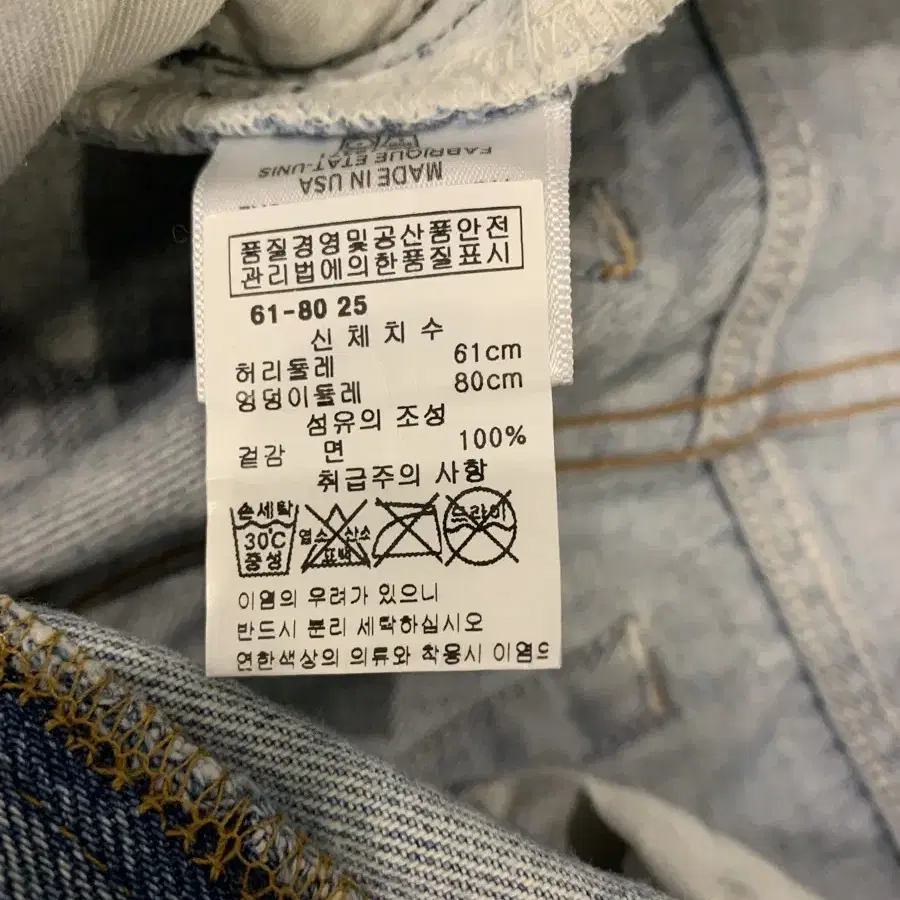 FABRIQUE ETAT-UNIS
MADE IN USA
품질경영및공산품안전
관리법에의한품질표시
61-80 25
신체치수
허리둘레 61cm
엉덩이둘레 80cm
섬유의 조성
겉감 면 100%
취급주의 사항
손세탁
30℃
중성
염소 산소
표백
드라이
이염의 우려가 있으니
반드시 분리 세탁하십시오
연한색상의 의류와 착용시 이염으